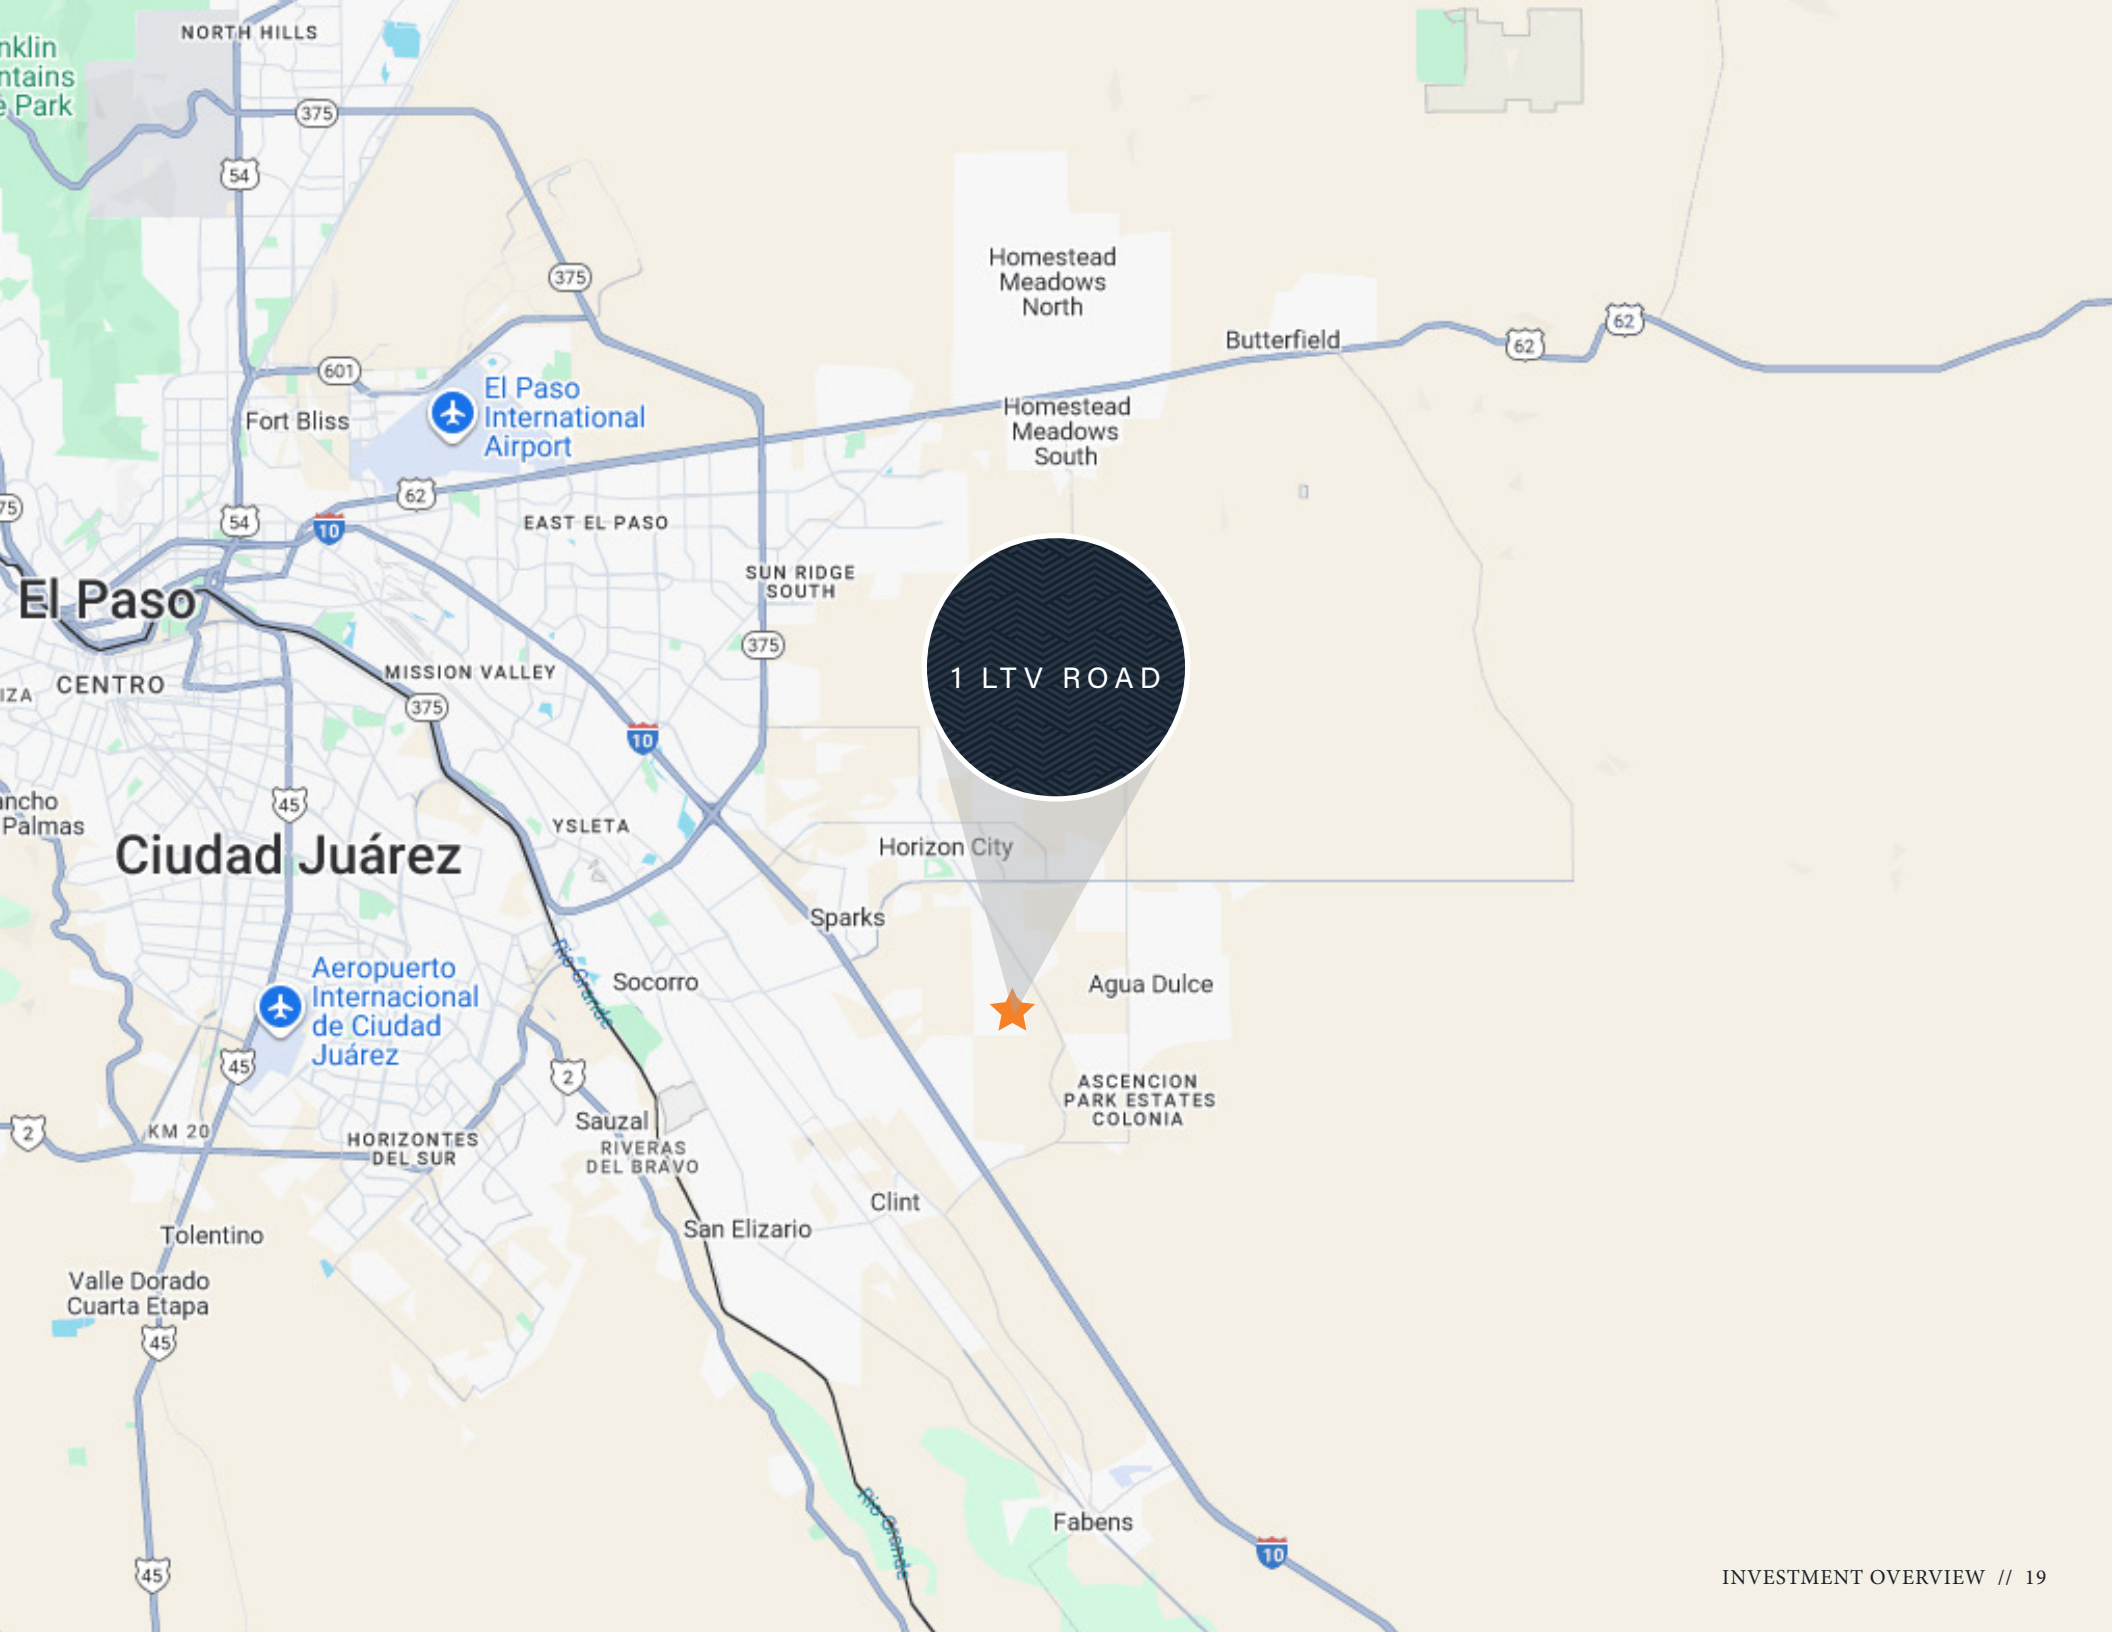 NORTH HILLS
nklin
ntains
e Park
375
54
375
Homestead
Meadows
North
Butterfield
62
62
601
El Paso
International
Airport
Fort Bliss
Homestead
Meadows
South
62
75
54
10
EAST EL PASO
SUN RIDGE
SOUTH
El Paso
375
MISSION VALLEY
1 LTV ROAD
CENTRO
IZA
375
10
ancho
Palmas
45
YSLETA
Ciudad Juárez
Horizon City
Sparks
Rio Grande
Socorro
Agua Dulce
Aeropuerto
Internacional
de Ciudad
Juárez
45
2
ASCENCION
PARK ESTATES
COLONIA
2
KM 20
Sauzal
HORIZONTES
DEL SUR
RIVERAS
DEL BRAVO
Clint
San Elizario
Tolentino
Valle Dorado
Cuarta Etapa
45
Rio Grande
Fabens
10
45
INVESTMENT OVERVIEW // 19